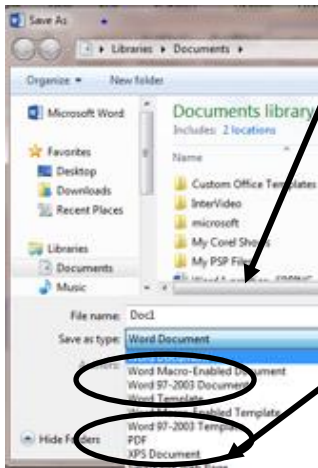 Save As
Libraries ▸ Documents ▸
Organize ▾ New folder
Microsoft Word
Documents library
Includes: 2 locations
Favorites
Name
Desktop
Downloads
Recent Places
Custom Office Templates
InterVideo
microsoft
My Corel Shows
My PSP Files
Libraries
Documents
Music
File name: Doc1
Save as type: Word Document
Word Macro-Enabled Document
Word 97-2003 Document
Word Template
Word Macro-Enabled Template
Word 97-2003 Template
Hide Folders
PDF
XPS Document